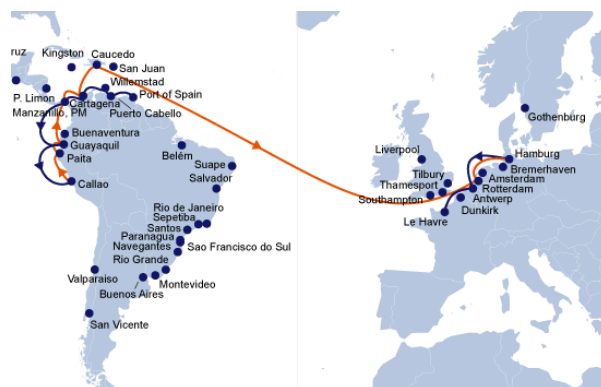 ruz
Kingston
Caucedo
San Juan
Willemstad
P. Limon
Cartagena
Port of Spain
Manzanillo, PM
Puerto Cabello
Buenaventura
Guayaquil
Paita
Callao
Belém
Suape
Salvador
Rio de Janeiro
Sepetiba
Santos
Paranagua
Navegantes
Sao Francisco do Sul
Rio Grande
Valparaiso
Montevideo
Buenos Aires
San Vicente
Gothenburg
Liverpool
Hamburg
Tilbury
Bremerhaven
Thamesport
Amsterdam
Rotterdam
Southampton
Antwerp
Dunkirk
Le Havre